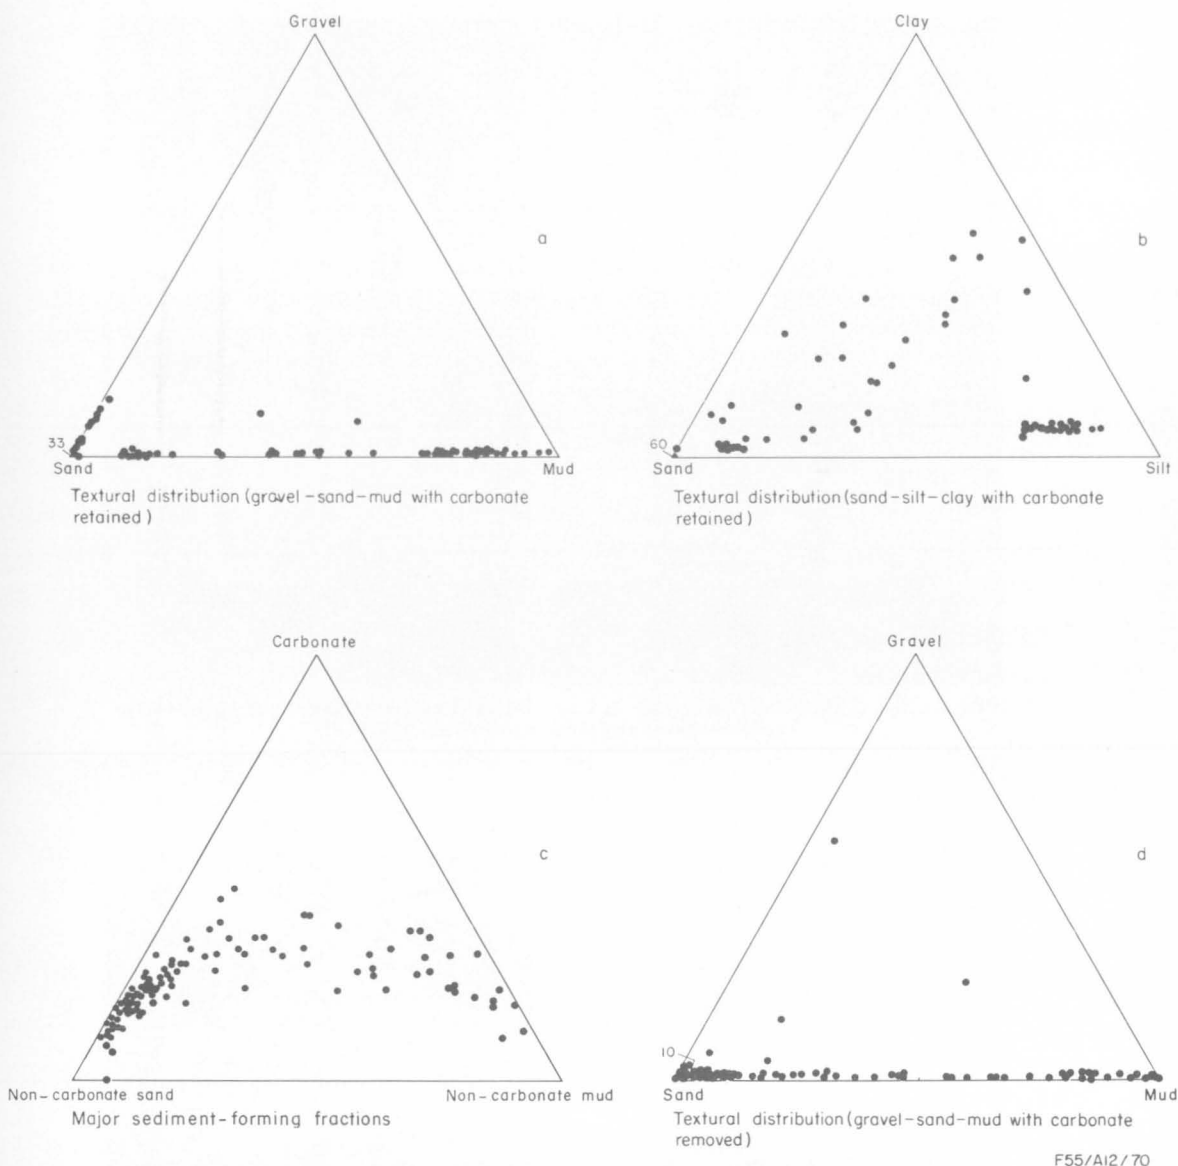 Gravel
a
33
Sand
Mud
Textural distribution (gravel-sand-mud with carbonate
retained)
Clay
b
60
Sand
Silt
Textural distribution (sand-silt-clay with carbonate
retained)
Carbonate
c
Non-carbonate sand
Non-carbonate mud
Major sediment-forming fractions
Gravel
d
10
Sand
Mud
Textural distribution (gravel-sand-mud with carbonate
removed)
F55/A12/70